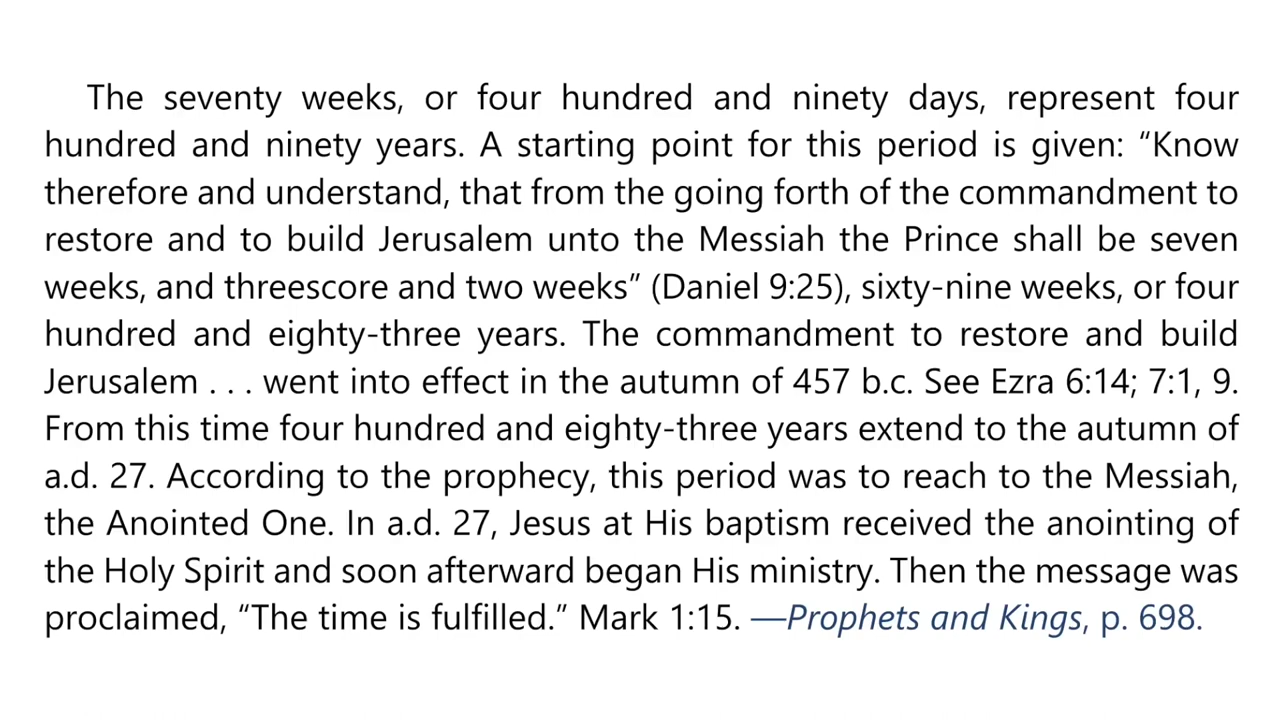 The seventy weeks, or four hundred and ninety days, represent four
hundred and ninety years. A starting point for this period is given: “Know
therefore and understand, that from the going forth of the commandment to
restore and to build Jerusalem unto the Messiah the Prince shall be seven
weeks, and threescore and two weeks” (Daniel 9:25), sixty-nine weeks, or four
hundred and eighty-three years. The commandment to restore and build
Jerusalem . . . went into effect in the autumn of 457 b.c. See Ezra 6:14; 7:1, 9.
From this time four hundred and eighty-three years extend to the autumn of
a.d. 27. According to the prophecy, this period was to reach to the Messiah,
the Anointed One. In a.d. 27, Jesus at His baptism received the anointing of
the Holy Spirit and soon afterward began His ministry. Then the message was
proclaimed, “The time is fulfilled.” Mark 1:15. —Prophets and Kings, p. 698.